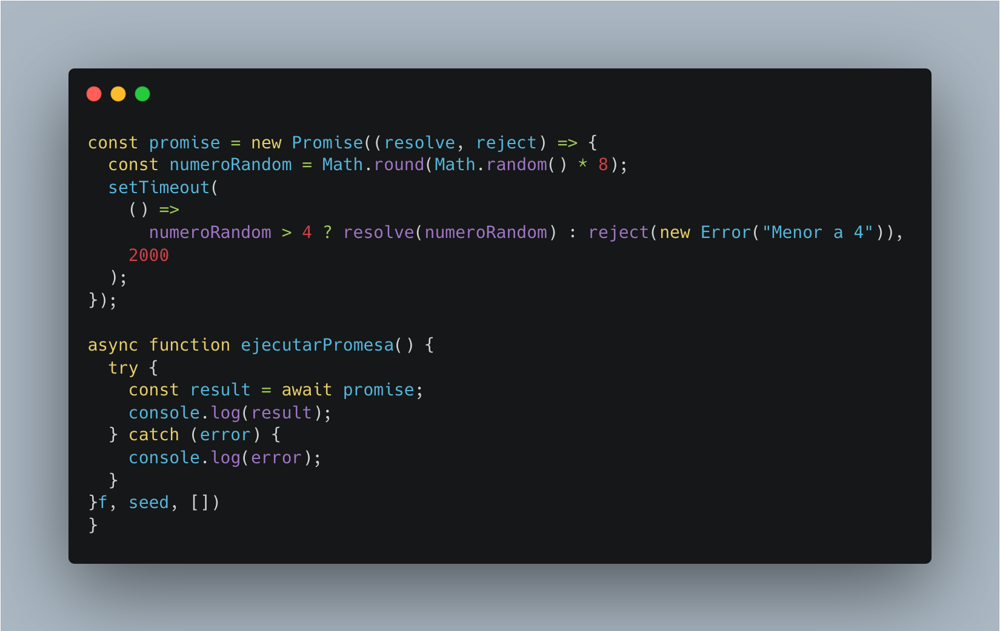 const promise = new Promise((resolve, reject) => {
  const numeroRandom = Math.round(Math.random() * 8);
  setTimeout(
    () =>
      numeroRandom > 4 ? resolve(numeroRandom) : reject(new Error("Menor a 4")),
    2000
  );
});

async function ejecutarPromesa() {
  try {
    const result = await promise;
    console.log(result);
  } catch (error) {
    console.log(error);
  }
}f, seed, [])
}